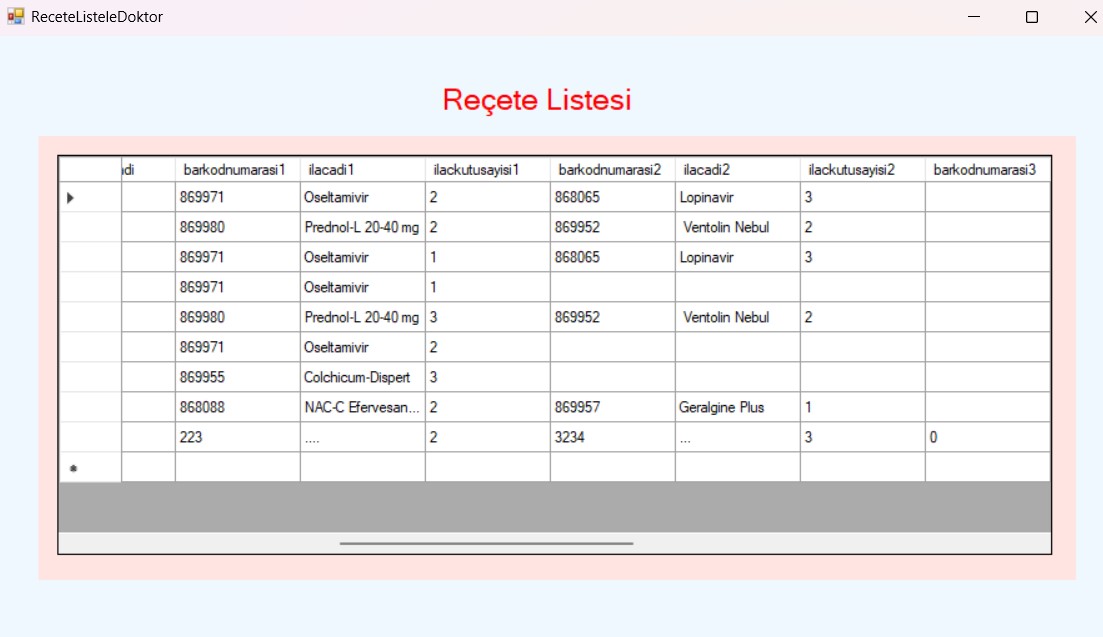 ReceteListeleDoktor
Reçete Listesi
ıdi barkodnumarasi1 ilacadi1 ilackutusayisi1 barkodnumarasi2 ilacadi2 ilackutusayisi2 barkodnumarasi3
869971 Oseltamivir 2 868065 Lopinavir 3
869980 Prednol-L 20-40 mg 2 869952 Ventolin Nebul 2
869971 Oseltamivir 1 868065 Lopinavir 3
869971 Oseltamivir 1
869980 Prednol-L 20-40 mg 3 869952 Ventolin Nebul 2
869971 Oseltamivir 2
869955 Colchicum-Dispert 3
868088 NAC-C Efervesan... 2 869957 Geralgine Plus 1
223 .... 2 3234 ... 3 0